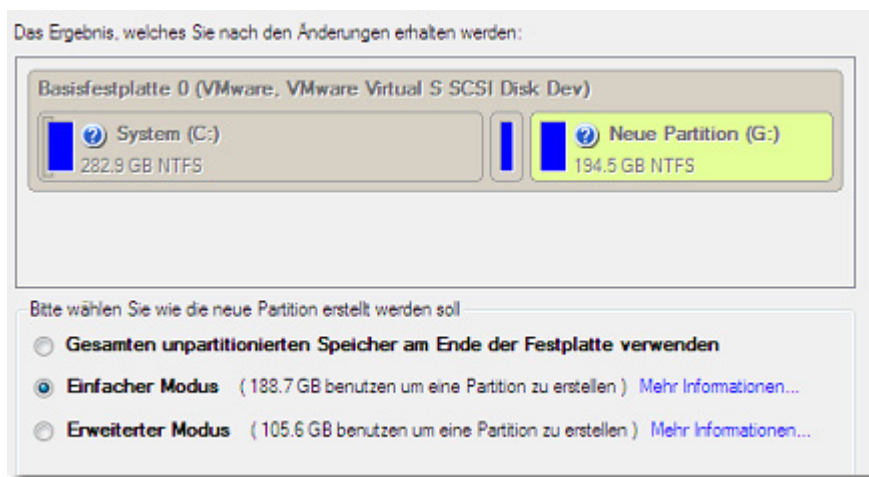 Das Ergebnis, welches Sie nach den Änderungen erhalten werden:
Basisfestplatte 0 (VMware, VMware Virtual S SCSI Disk Dev)
System (C:)
282.9 GB NTFS
Neue Partition (G:)
194.5 GB NTFS
Bitte wählen Sie wie die neue Partition erstellt werden soll
Gesamten unpartitionierten Speicher am Ende der Festplatte verwenden
Einfacher Modus ( 188.7 GB benutzen um eine Partition zu erstellen ) Mehr Informationen...
Erweiterter Modus ( 105.6 GB benutzen um eine Partition zu erstellen ) Mehr Informationen...